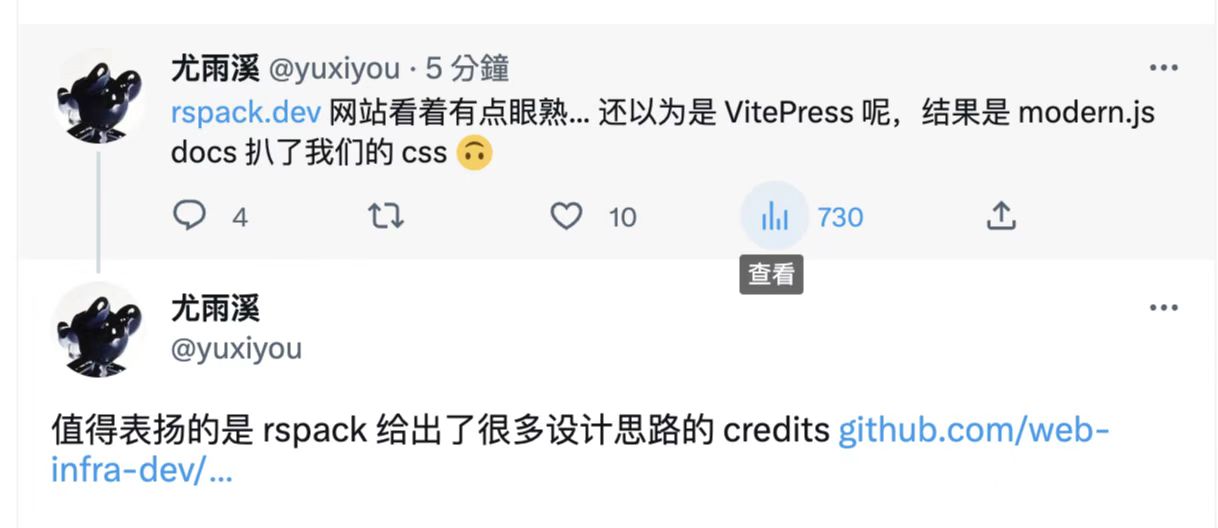 尤雨溪 @yuxiyou · 5 分鐘
rspack.dev 网站看着有点眼熟... 还以为是 VitePress 呢，结果是 modern.js
docs 扒了我们的 css 🙃
4 10 730
查看
尤雨溪
@yuxiyou
值得表扬的是 rspack 给出了很多设计思路的 credits github.com/web-
infra-dev/...